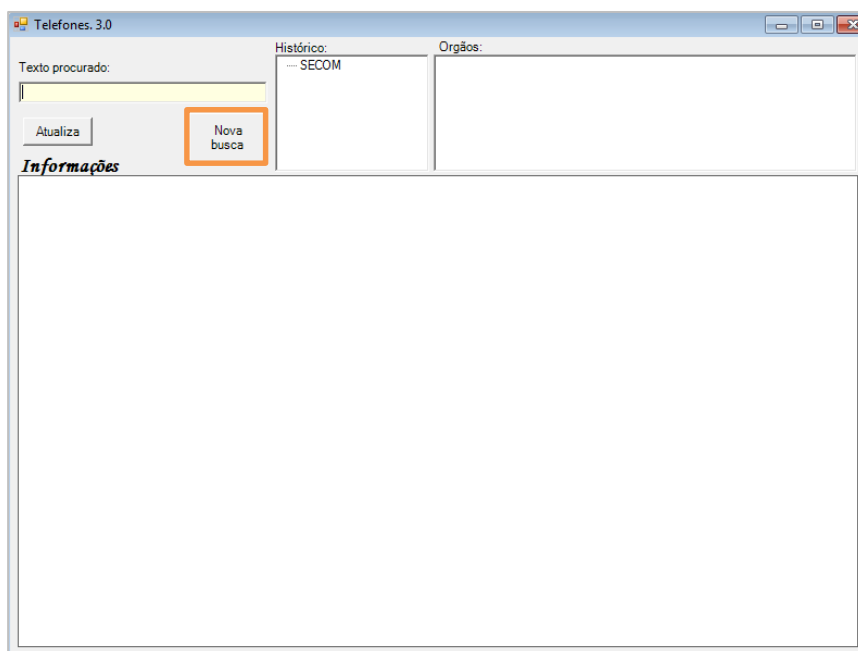 Telefones. 3.0
Histórico:
Orgãos:
Texto procurado:
SECOM
Atualiza
Nova
busca
Informações